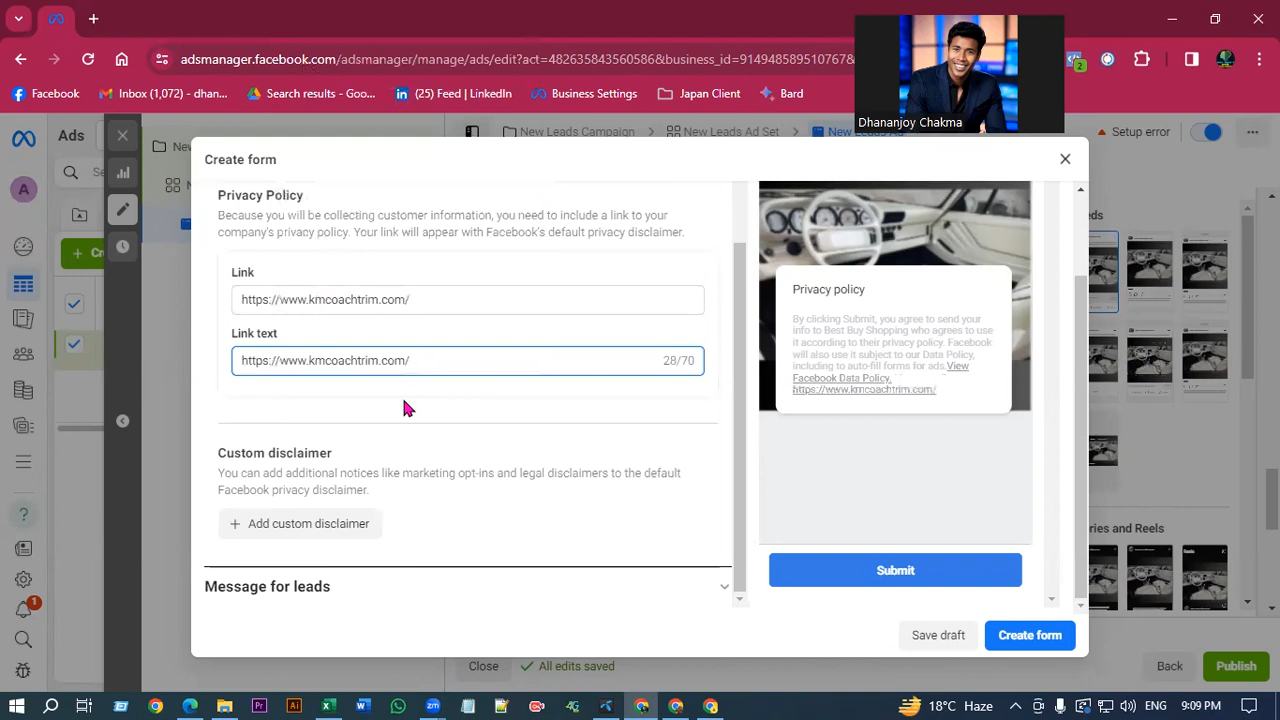 adsmanager.facebook.com/adsmanager/manage/ads/edit?act=482635843560586&business_id=914948589510767&
2
Facebook
Inbox (1,072) - dhan...
Search results - goo...
(25) Feed | LinkedIn
Business Settings
Japan Client
Bard
Dhananjoy Chakma
Ads
New
New Leads Campaign
New Leads Ad Set
New Leads Ad
Setup error
Create form
A
Se
Privacy Policy
Because you will be collecting customer information, you need to include a link to your
company's privacy policy. Your link will appear with Facebook's default privacy disclaimer.
Link
https://www.kmcoachtrim.com/
Link text
https://www.kmcoachtrim.com/
28/70
Custom disclaimer
You can add additional notices like marketing opt-ins and legal disclaimers to the default
Facebook privacy disclaimer.
Add custom disclaimer
Message for leads
Privacy policy
By clicking Submit, you agree to send your
info to Best Buy Shopping who agrees to use
it according to their privacy policy. Facebook
will also use it subject to our Data Policy,
including to auto-fill forms for ads. View
Facebook Data Policy.
https://www.kmcoachtrim.com/
Submit
Save draft
Create form
eds
ories and Reels
1
Close
All edits saved
Back
Publish
18°C Haze
ENG
9:09 PM